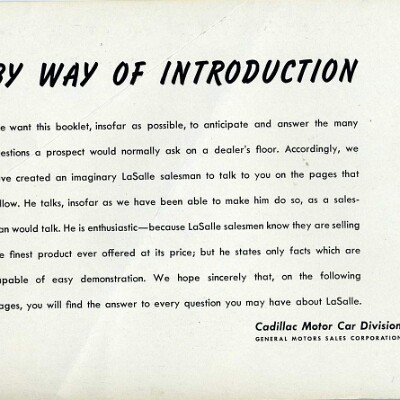 BY WAY OF INTRODUCTION
e want this booklet, insofar as possible, to anticipate and answer the many
estions a prospect would normally ask on a dealer's floor. Accordingly, we
ve created an imaginary LaSalle salesman to talk to you on the pages that
llow. He talks, insofar as we have been able to make him do so, as a sales-
an would talk. He is enthusiastic—because LaSalle salesmen know they are selling
e finest product ever offered at its price; but he states only facts which are
apable of easy demonstration. We hope sincerely that, on the following
ages, you will find the answer to every question you may have about LaSalle.
Cadillac Motor Car Division
GENERAL MOTORS SALES CORPORATION